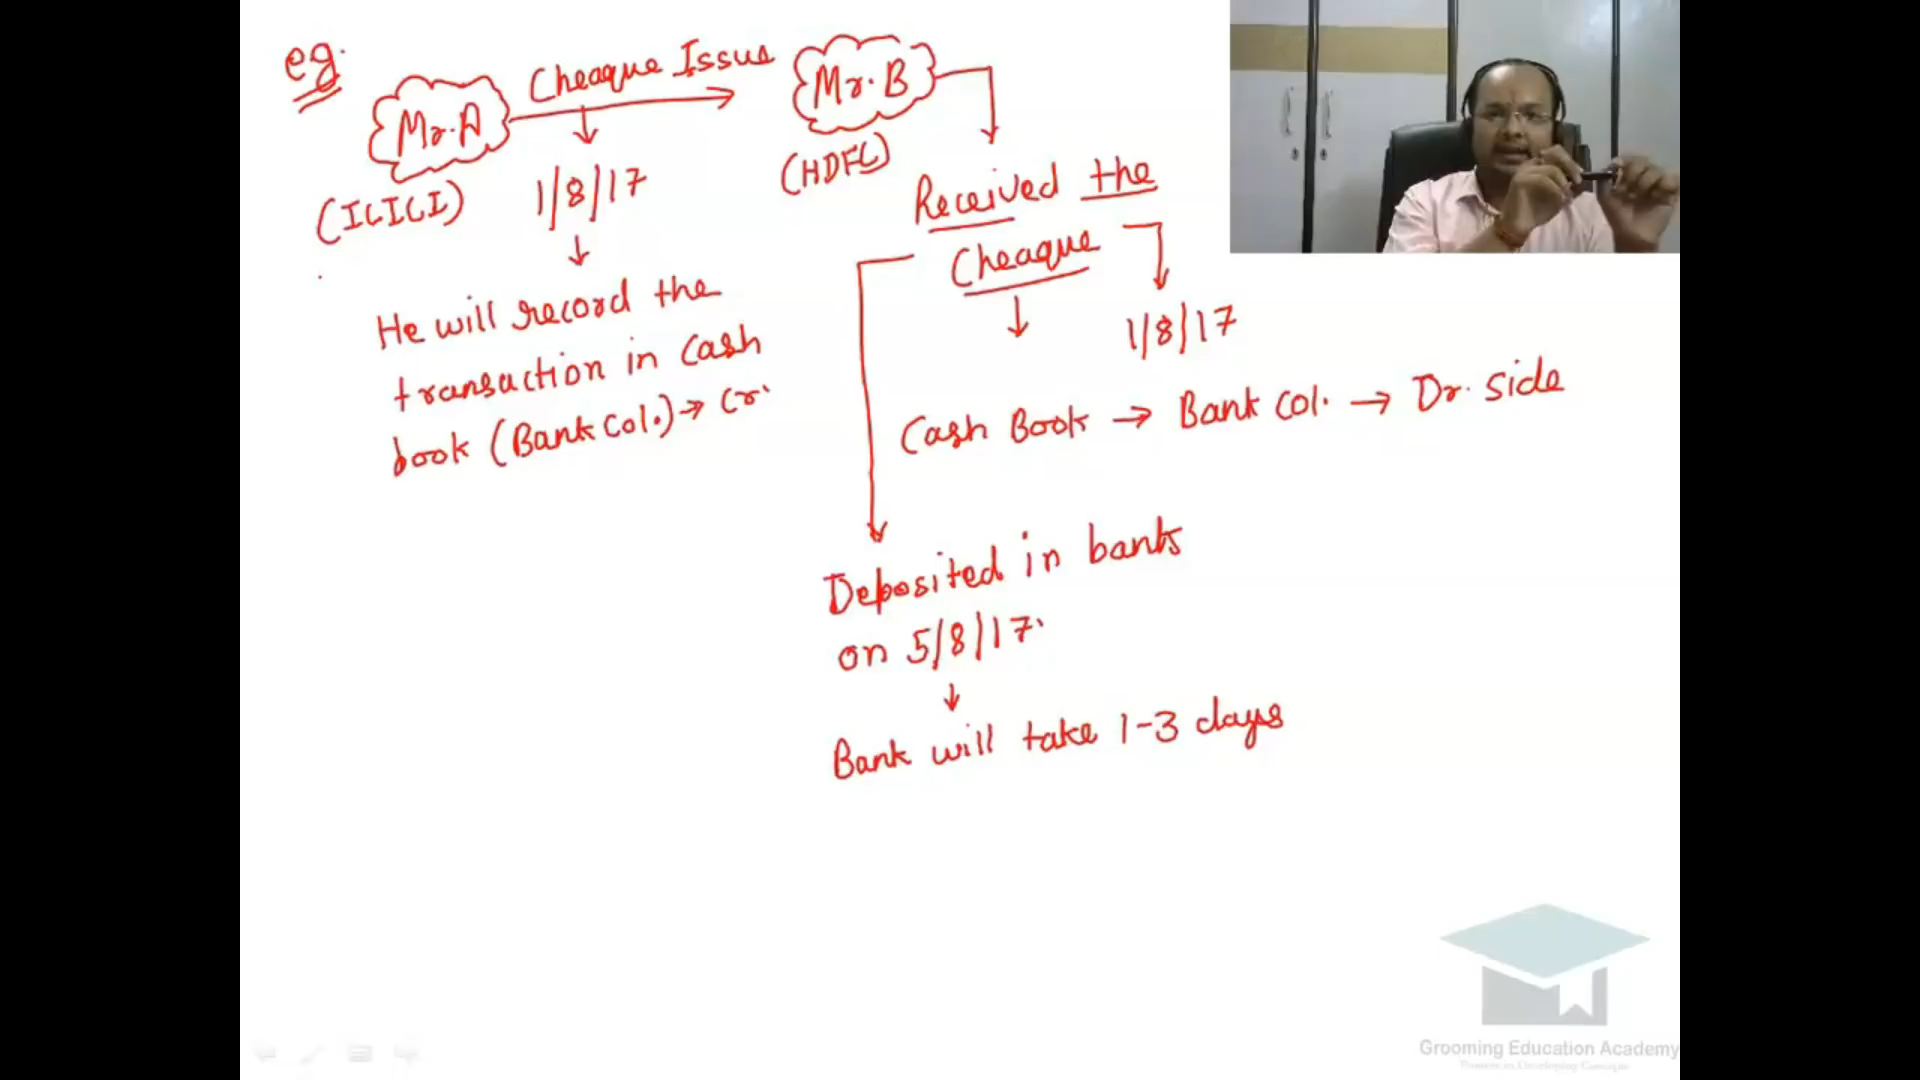 eg.
Mr. A
Cheaque Issue
Mr. B
(ICICI)
1/8/17
(HDFC)
He will record the
transaction in Cash
book (Bank Col.) → Cr.
Received the
Cheaque
1/8/17
Cash Book → Bank Col. → Dr. Side
Deposited in bank
on 5/8/17
Bank will take 1-3 days
Grooming Education Academy